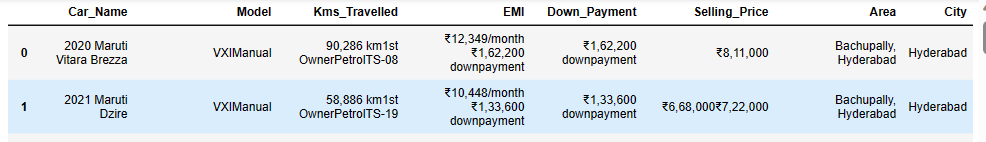 Car_Name Model Kms_Travelled EMI Down_Payment Selling_Price Area City
0 2020 Maruti Vitara Brezza VXIManual 90,286 km1st OwnerPetrolTS-08 ₹12,349/month ₹1,62,200 downpayment ₹1,62,200 downpayment ₹8,11,000 Bachupally, Hyderabad Hyderabad
1 2021 Maruti Dzire VXIManual 58,886 km1st OwnerPetrolTS-19 ₹10,448/month ₹1,33,600 downpayment ₹1,33,600 downpayment ₹6,68,000₹7,22,000 Bachupally, Hyderabad Hyderabad